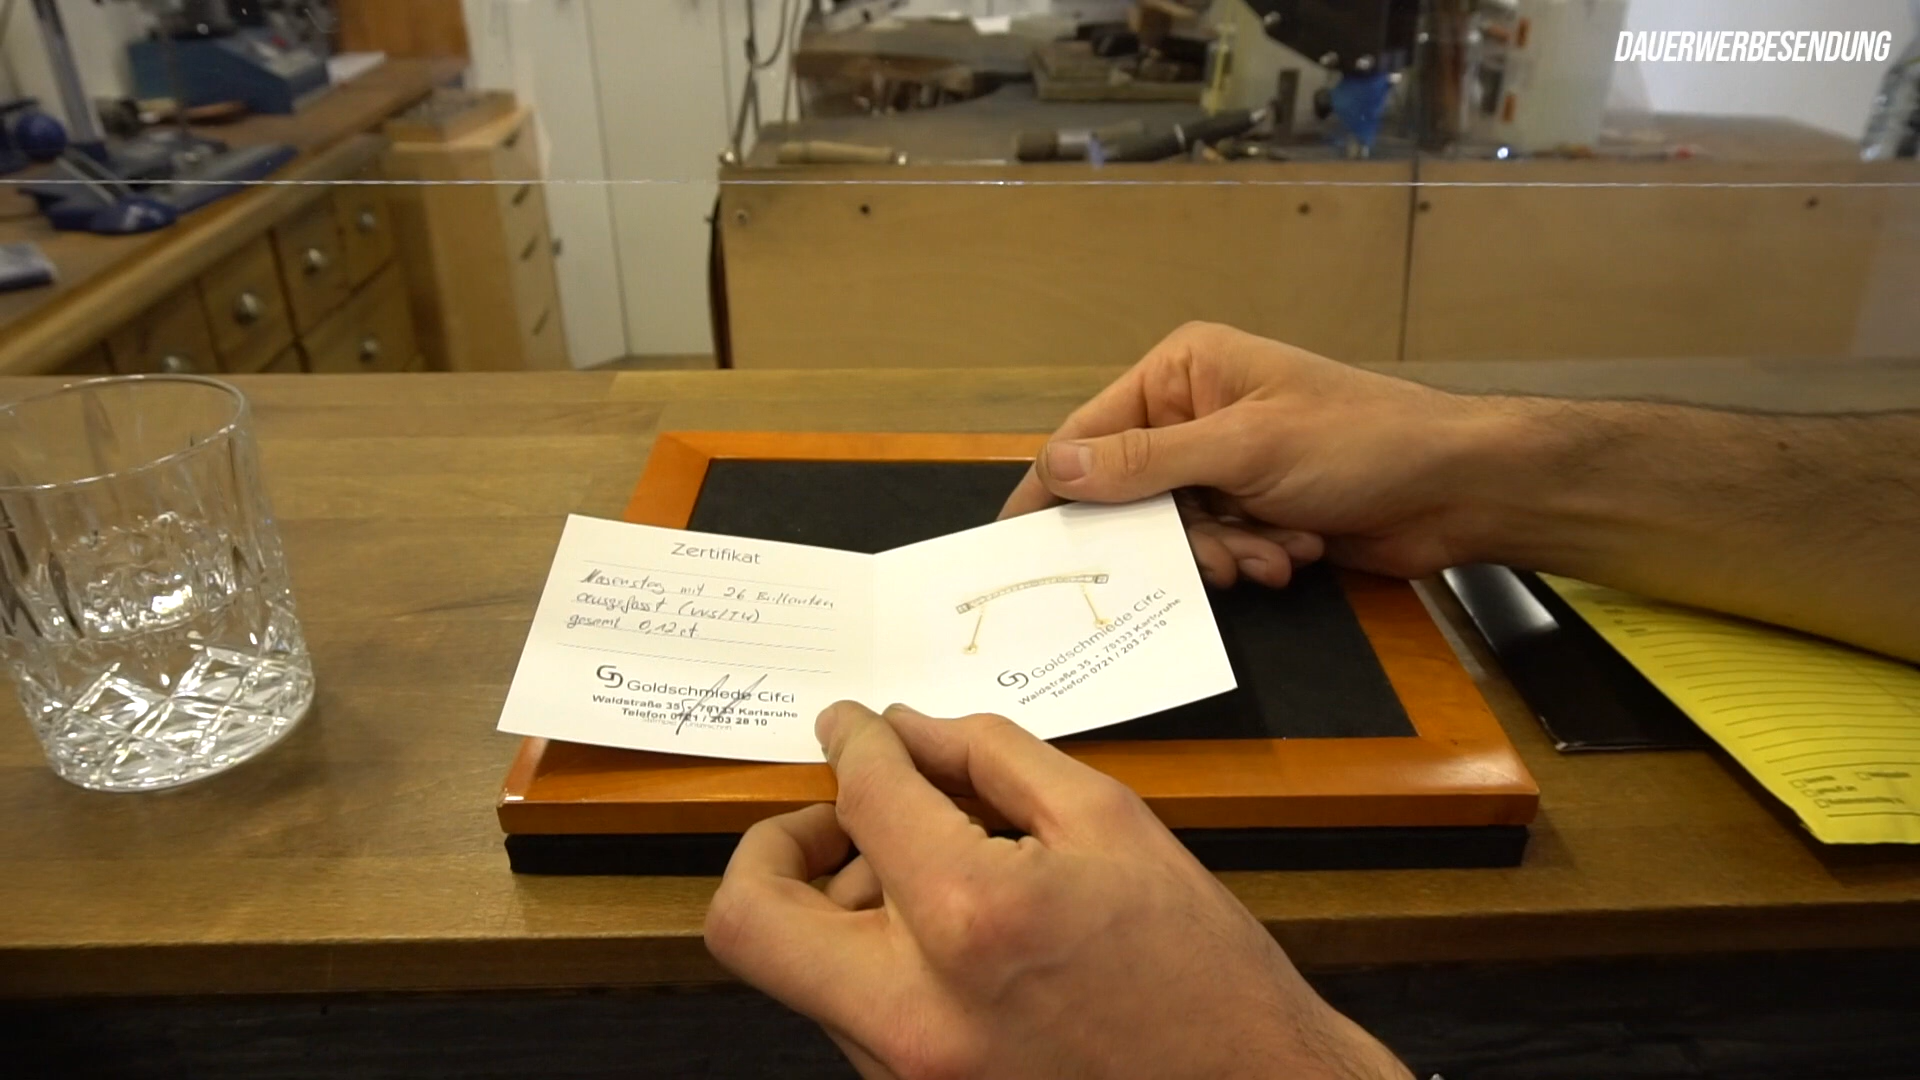 DAUERWERBESENDUNG
Zertifikat
Nasensteg mit 26 Brillanten
ausgefasst (VVS/TW)
gesamt 0,12 ct
Goldschmiede Cifci
Waldstraße 35 • 76133 Karlsruhe
Telefon 0721 / 203 28 10
Goldschmiede Cifci
Waldstraße 35 • 76133 Karlsruhe
Telefon 0721 / 203 28 10